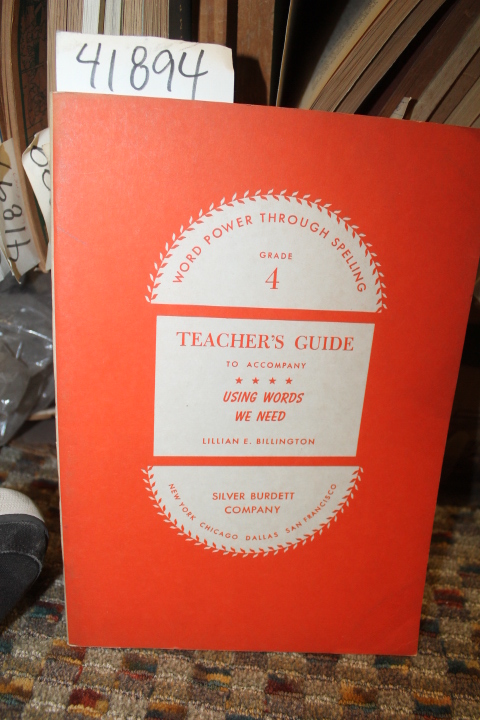 41894
WORD POWER THROUGH SPELLING
GRADE
4
TEACHER'S GUIDE
TO ACCOMPANY
★ ★ ★ ★
USING WORDS
WE NEED
LILLIAN E. BILLINGTON
SILVER BURDETT
COMPANY
NEW YORK CHICAGO DALLAS SAN FRANCISCO